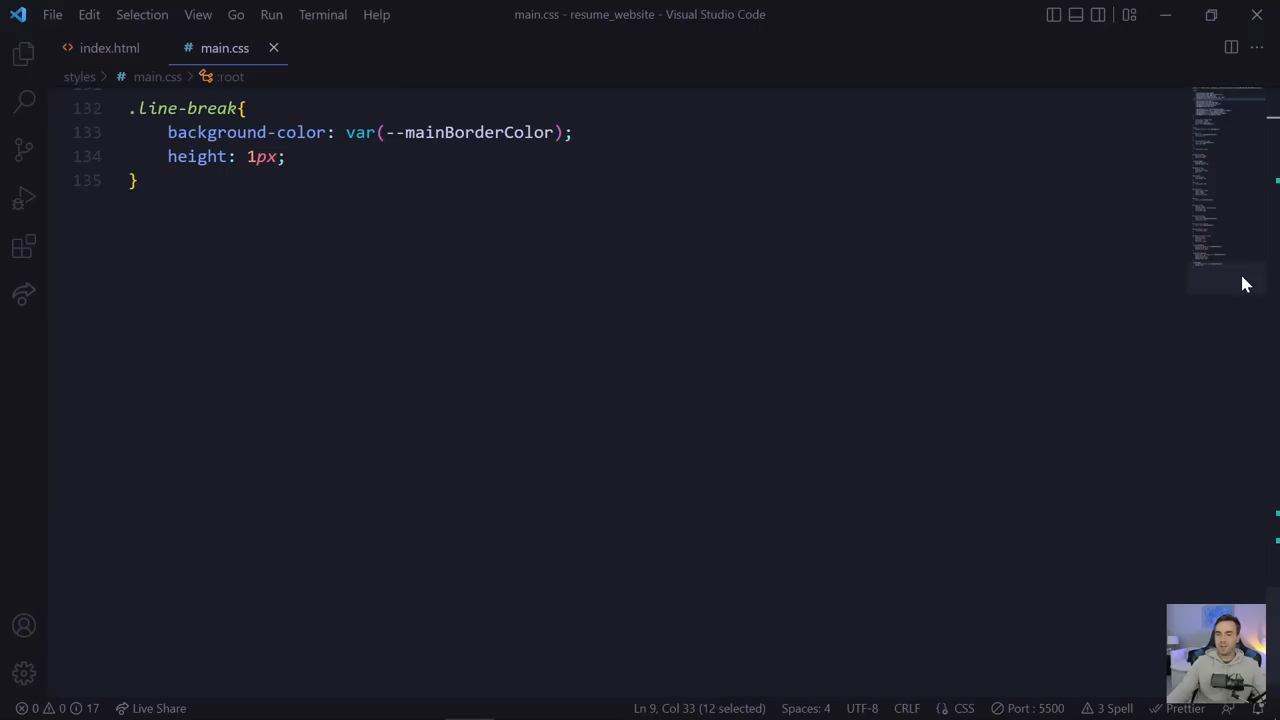 File Edit Selection View Go Run Terminal Help
main.css - resume_website - Visual Studio Code
<> index.html
# main.css
styles > # main.css > :root
132 .line-break{
133 background-color: var(--mainBorderColor);
134 height: 1px;
135 }
0 0 17 Live Share
Ln 9, Col 33 (12 selected) Spaces: 4 UTF-8 CRLF {} CSS Port : 5500 3 Spell Prettier